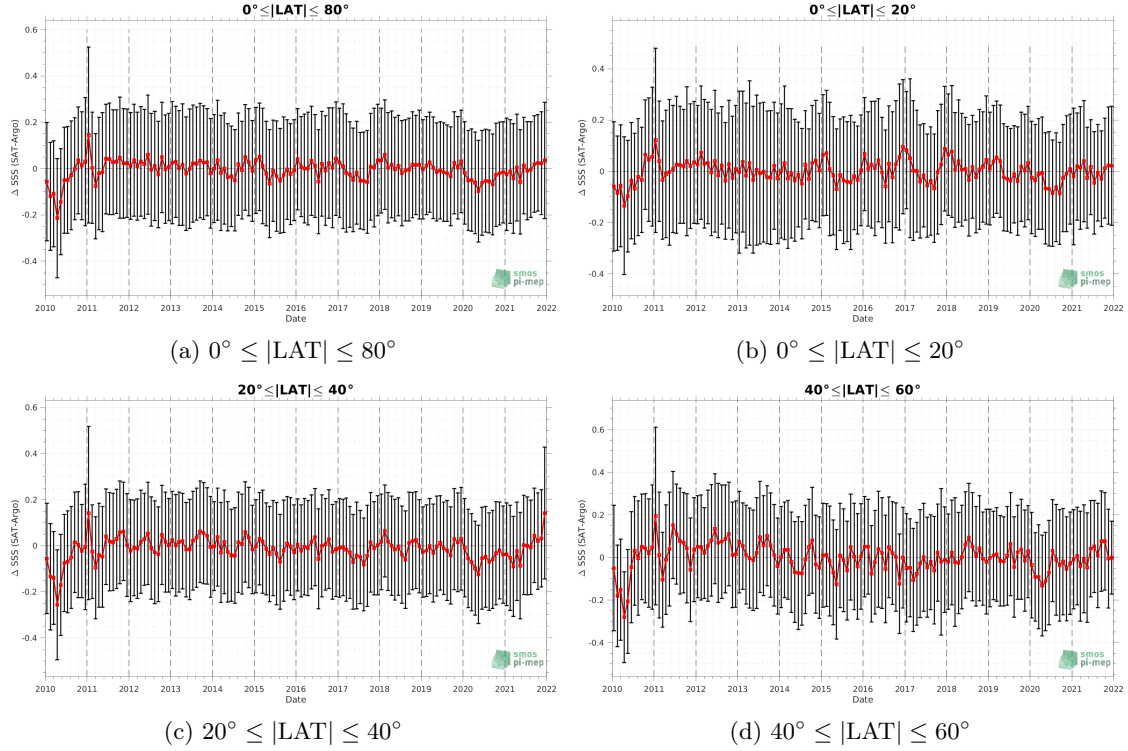 0°≤|LAT|≤ 80°
0.6
0.4
0.2
0
-0.2
-0.4
Δ SSS (SAT-Argo)
smos
pi-mep
2010 2011 2012 2013 2014 2015 2016 2017 2018 2019 2020 2021 2022
Date
(a) 0° ≤ |LAT| ≤ 80°
0°≤|LAT|≤ 20°
0.4
0.2
0
-0.2
-0.4
Δ SSS (SAT-Argo)
smos
pi-mep
2010 2011 2012 2013 2014 2015 2016 2017 2018 2019 2020 2021 2022
Date
(b) 0° ≤ |LAT| ≤ 20°
20°≤|LAT|≤ 40°
0.6
0.4
0.2
0
-0.2
-0.4
Δ SSS (SAT-Argo)
smos
pi-mep
2010 2011 2012 2013 2014 2015 2016 2017 2018 2019 2020 2021 2022
Date
(c) 20° ≤ |LAT| ≤ 40°
40°≤|LAT|≤ 60°
0.6
0.4
0.2
0
-0.2
-0.4
Δ SSS (SAT-Argo)
smos
pi-mep
2010 2011 2012 2013 2014 2015 2016 2017 2018 2019 2020 2021 2022
Date
(d) 40° ≤ |LAT| ≤ 60°